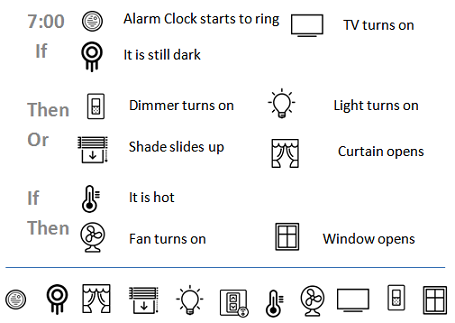 7:00 Alarm Clock starts to ring TV turns on
If It is still dark
Then Dimmer turns on Light turns on
Or Shade slides up Curtain opens
If It is hot
Then Fan turns on Window opens